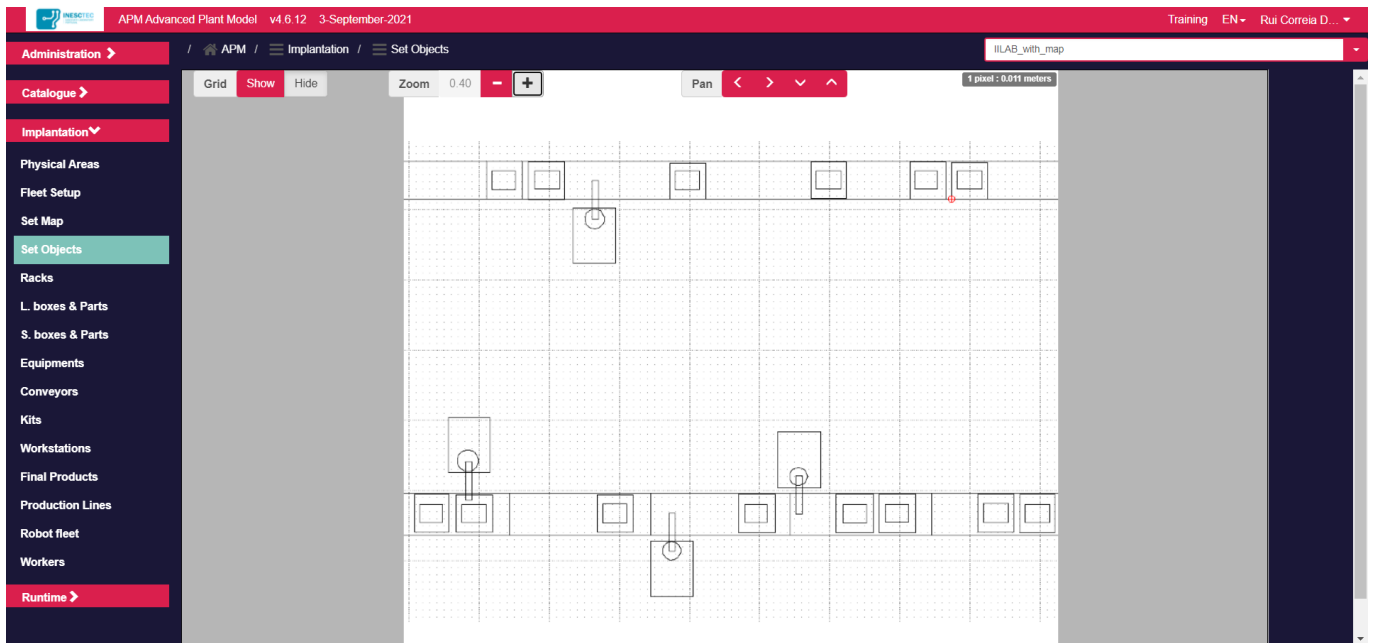 INESCTEC
APM Advanced Plant Model v4.6.12 3-September-2021
Training EN Rui Correia D...
Administration
/ APM / Implantation / Set Objects
IILAB_with_map
Catalogue
Grid Show Hide
Zoom 0.40 - +
Pan
1 pixel : 0.011 meters
Implantation
Physical Areas
Fleet Setup
Set Map
Set Objects
Racks
L. boxes & Parts
S. boxes & Parts
Equipments
Conveyors
Kits
Workstations
Final Products
Production Lines
Robot fleet
Workers
Runtime